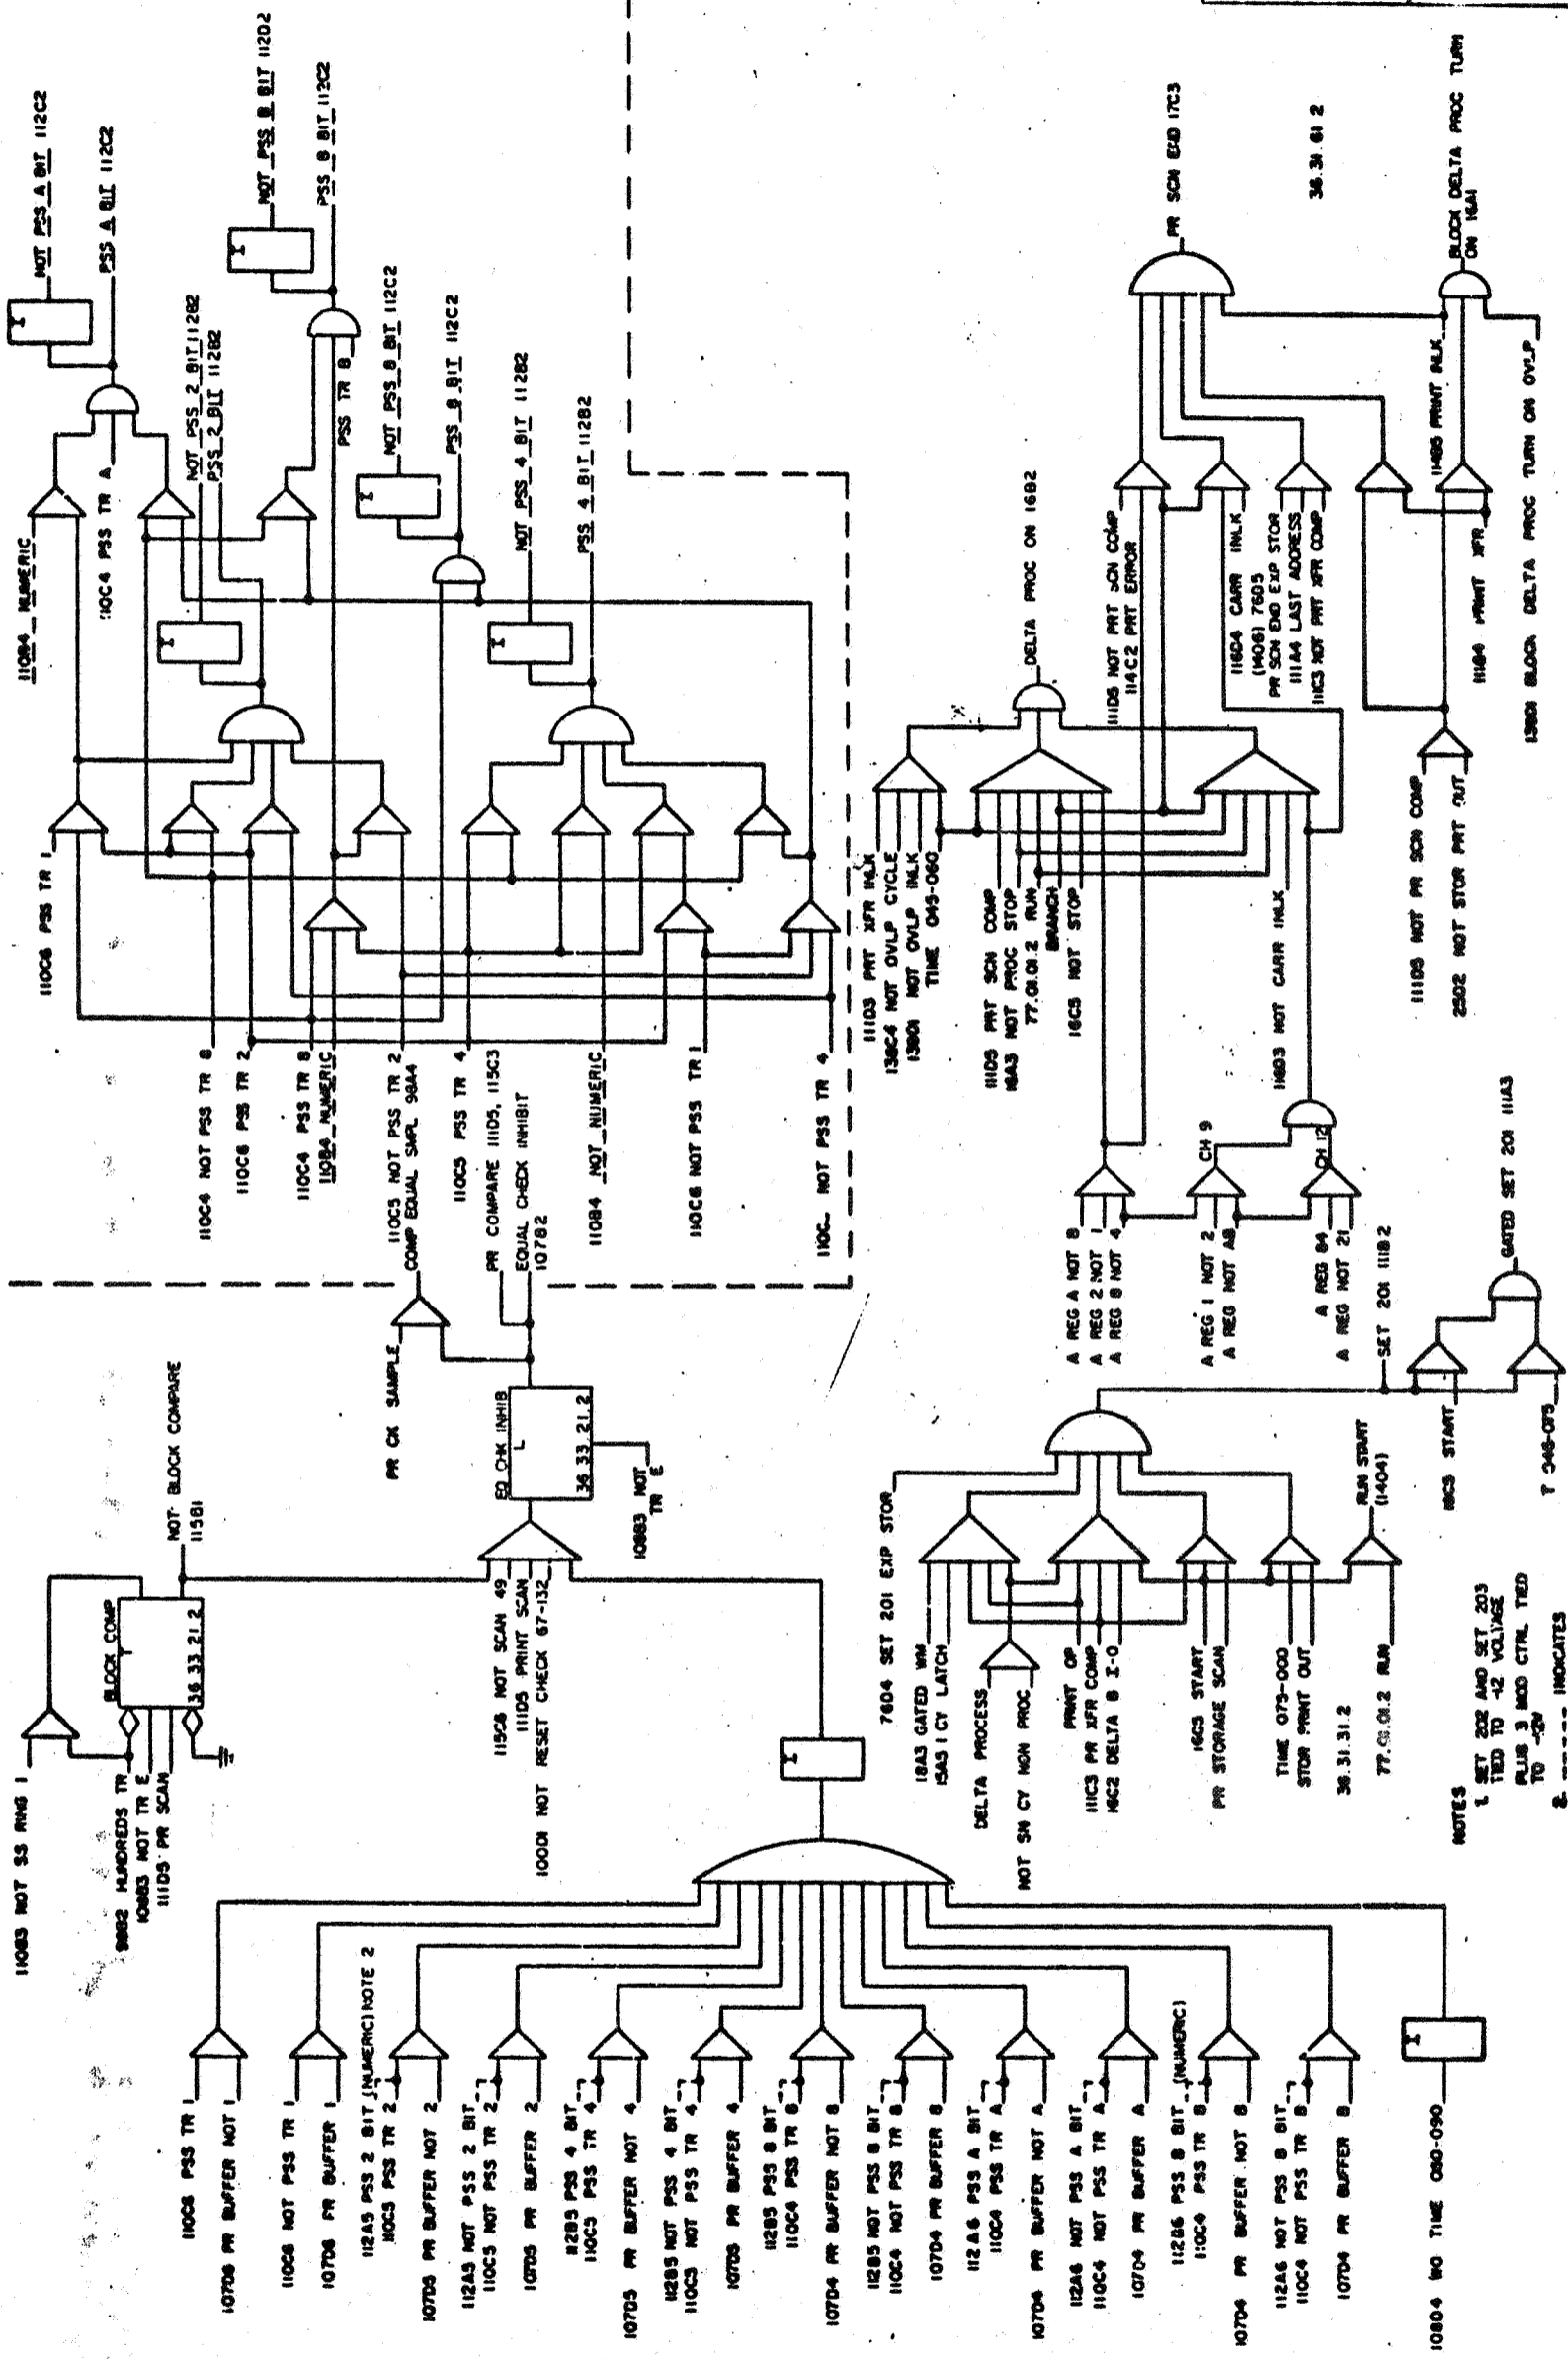 110B3 NOT SS RING 1
98B2 HUNDREDS TR
108B3 NOT TR E
111D5 PR SCAN
BLOCK COMP
T
36 33 21.2
NOT BLOCK COMPARE
115B1
110C6 PSS TR 1
107D6 PR BUFFER NOT 1
110C6 NOT PSS TR 1
107D6 PR BUFFER 1
112A5 PSS 2 BIT (NUMERIC) NOTE 2
110C5 PSS TR 2
107D5 PR BUFFER NOT 2
112A5 NOT PSS 2 BIT
110C5 NOT PSS TR 2
107D5 PR BUFFER 2
112B5 PSS 4 BIT
110C5 PSS TR 4
107D5 PR BUFFER NOT 4
112B5 NOT PSS 4 BIT
110C5 NOT PSS TR 4
107D5 PR BUFFER 4
112B5 PSS 8 BIT
110C4 PSS TR 8
107D4 PR BUFFER NOT 8
112B5 NOT PSS 8 BIT
110C4 NOT PSS TR 8
107D4 PR BUFFER 8
112A6 PSS A BIT
110C4 PSS TR A
107D4 PR BUFFER NOT A
112A6 NOT PSS A BIT
110C4 NOT PSS TR A
107D4 PR BUFFER A
112B6 PSS B BIT (NUMERIC)
110C4 PSS TR B
107D4 PR BUFFER NOT B
112A6 NOT PSS B BIT
110C4 NOT PSS TR B
107D4 PR BUFFER B
108D4 WO TIME 080-090
I
I
115C6 NOT SCAN 49
111D5 PRINT SCAN
100D1 NOT RESET CHECK 67-132
EQ CHK INHIB
L
36 33 21.2
108B3 NOT
TR E
PR CK SAMPLE
COMP EQUAL SMPL 98A4
PR COMPARE 111D5, 115C3
EQUAL CHECK INHIBIT
107B2
110C6 PSS TR 1
110C4 NOT PSS TR 8
110C6 PSS TR 2
110C4 PSS TR 8
110B4 NUMERIC
110C5 NOT PSS TR 2
110C5 PSS TR 4
110B4 NOT NUMERIC
110C6 NOT PSS TR 1
NOT PSS TR 4
110B4 NUMERIC
110C4 PSS TR A
I
NOT PSS A BIT 112C2
PSS A BIT 112C2
I
NOT PSS 2 BIT 112B2
PSS 2 BIT 112B2
I
NOT PSS B BIT 112D2
PSS B BIT 112C2
PSS TR B
I
NOT PSS 8 BIT 112C2
PSS 8 BIT 112C2
I
NOT PSS 4 BIT 112B2
PSS 4 BIT 112B2
7604 SET 201 EXP STOR
18A3 GATED WM
15A5 I CY LATCH
DELTA PROCESS
NOT SN CY NON PROC
PRINT OP
111C3 PR XFR COMP
16C2 DELTA B I-O
16C5 START
PR STORAGE SCAN
TIME 075-000
STOR PRINT OUT
36.31.31.2
77.01.01.2 RUN
RUN START
(1404)
SET 201 111B2
16C5 START
T 045-075
GATED SET 201 111A3
A REG A NOT 8
A REG 2 NOT 1
A REG B NOT 4
A REG 1 NOT 2
A REG NOT A8
A REG 84
A REG NOT 21
CH 9
CH 12
111D3 PRT XFR INLK
138C4 NOT OVLP CYCLE
139D1 NOT OVLP INLK
TIME 045-060
111D5 PRT SCN COMP
16A3 NOT PROC STOP
77.01.01.2 RUN
BRANCH
16C5 NOT STOP
116D3 NOT CARR INLK
DELTA PROC ON 16B2
111D5 NOT PRT SCN COMP
114C2 PRT ERROR
116C4 CARR INLK
(1406) 7605
PR SCN END EXP STOR
111A4 LAST ADDRESS
111C3 NOT PRT XFR COMP
PR SCN END 17C3
36.31.61 2
111D5 NOT PR SCN COMP
25D2 NOT STOR PRT OUT
114B5 PRINT INLK
111B4 PRINT XFR
BLOCK DELTA PROC TURN
ON 16A1
138D1 BLOCK DELTA PROC TURN ON OVLP
NOTES
1. SET 202 AND SET 203
TIED TO -12 VOLTAGE
PLUS 3 MOD CTRL TIED
TO -12V
2. ----- INDICATES